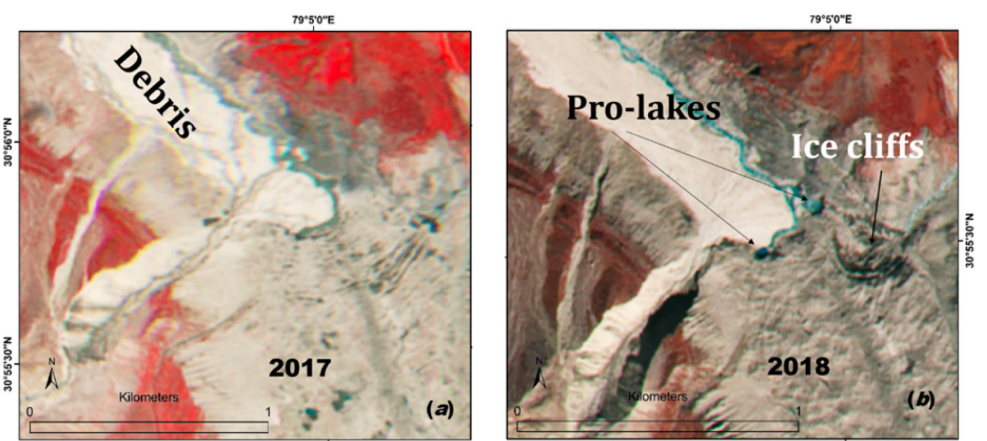 79°5'0"E
79°5'0"E
Debris
Pro-lakes
Ice cliffs
30°56'0"N
30°55'30"N
30°55'30"N
2017
2018
N
N
Kilometers
Kilometers
0 1
0 1
(a)
(b)